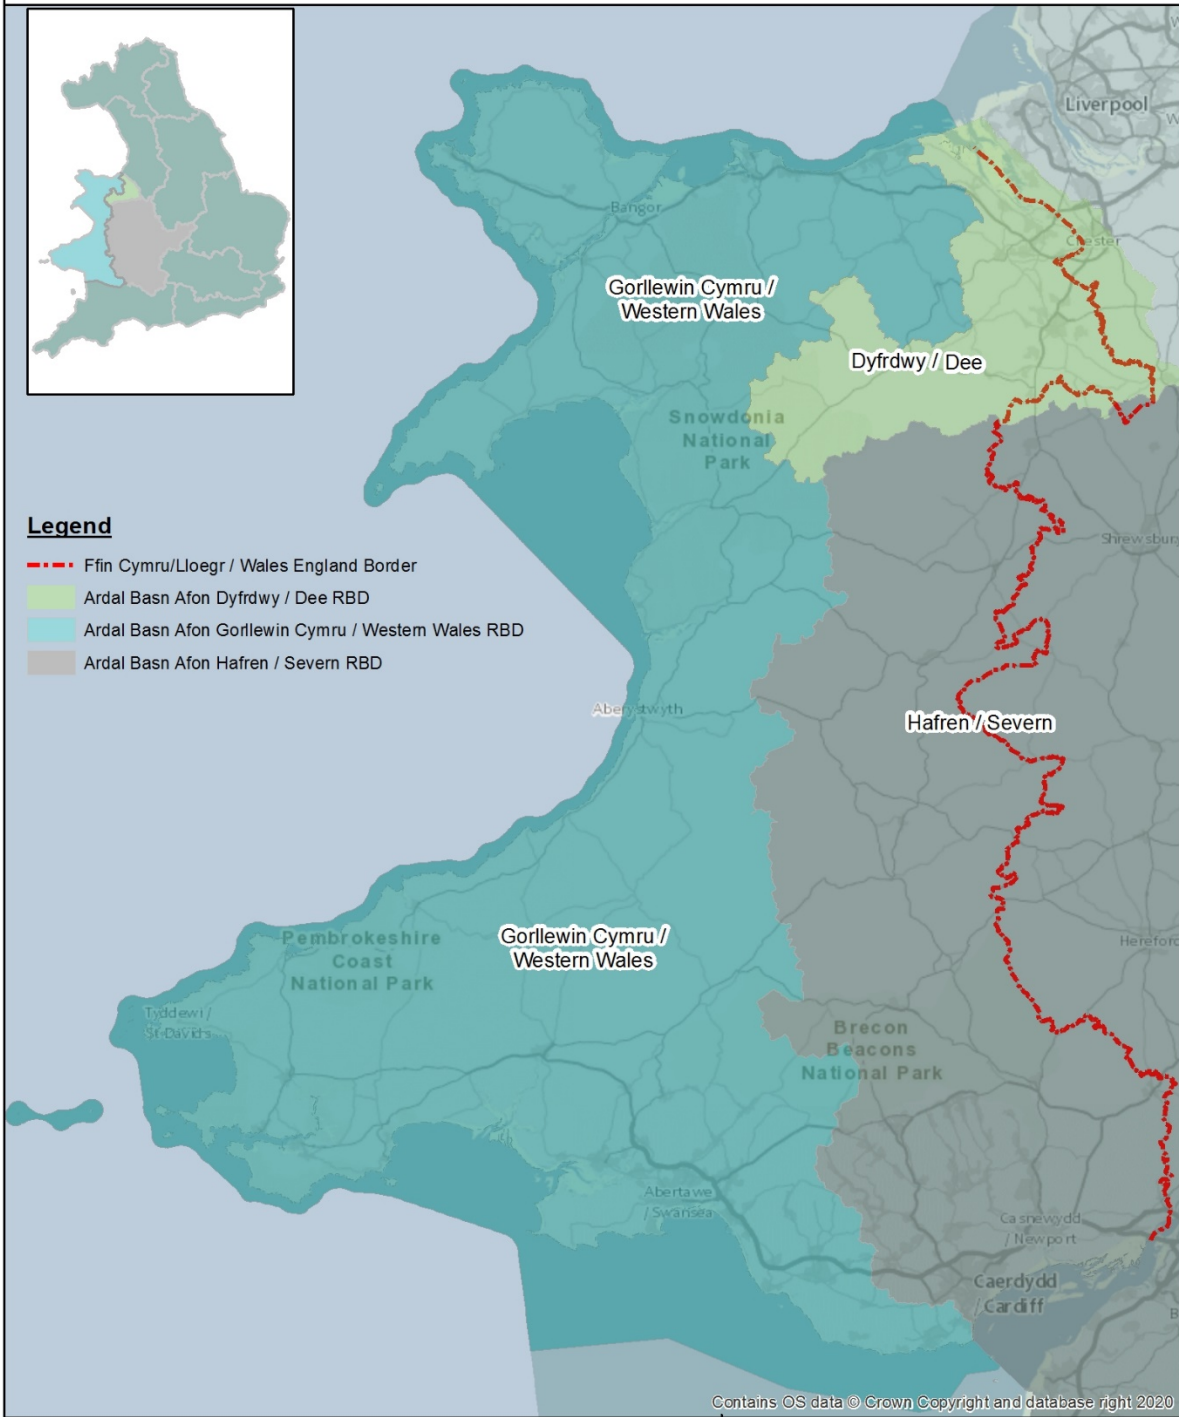 Liverpool
Bangor
Chester
Gorllewin Cymru /
Western Wales
Dyfrdwy / Dee
Snowdonia
National
Park
Legend
Ffin Cymru/Lloegr / Wales England Border
Ardal Basn Afon Dyfrdwy / Dee RBD
Ardal Basn Afon Gorllewin Cymru / Western Wales RBD
Ardal Basn Afon Hafren / Severn RBD
Shrewsbury
Aberystwyth
Hafren / Severn
Pembrokeshire
Coast
National Park
Gorllewin Cymru /
Western Wales
Hereford
Tyddewi /
St Davids
Brecon
Beacons
National Park
Abertawe
/ Swansea
Casnewydd
/ Newport
Caerdydd
/ Cardiff
Contains OS data © Crown Copyright and database right 2020